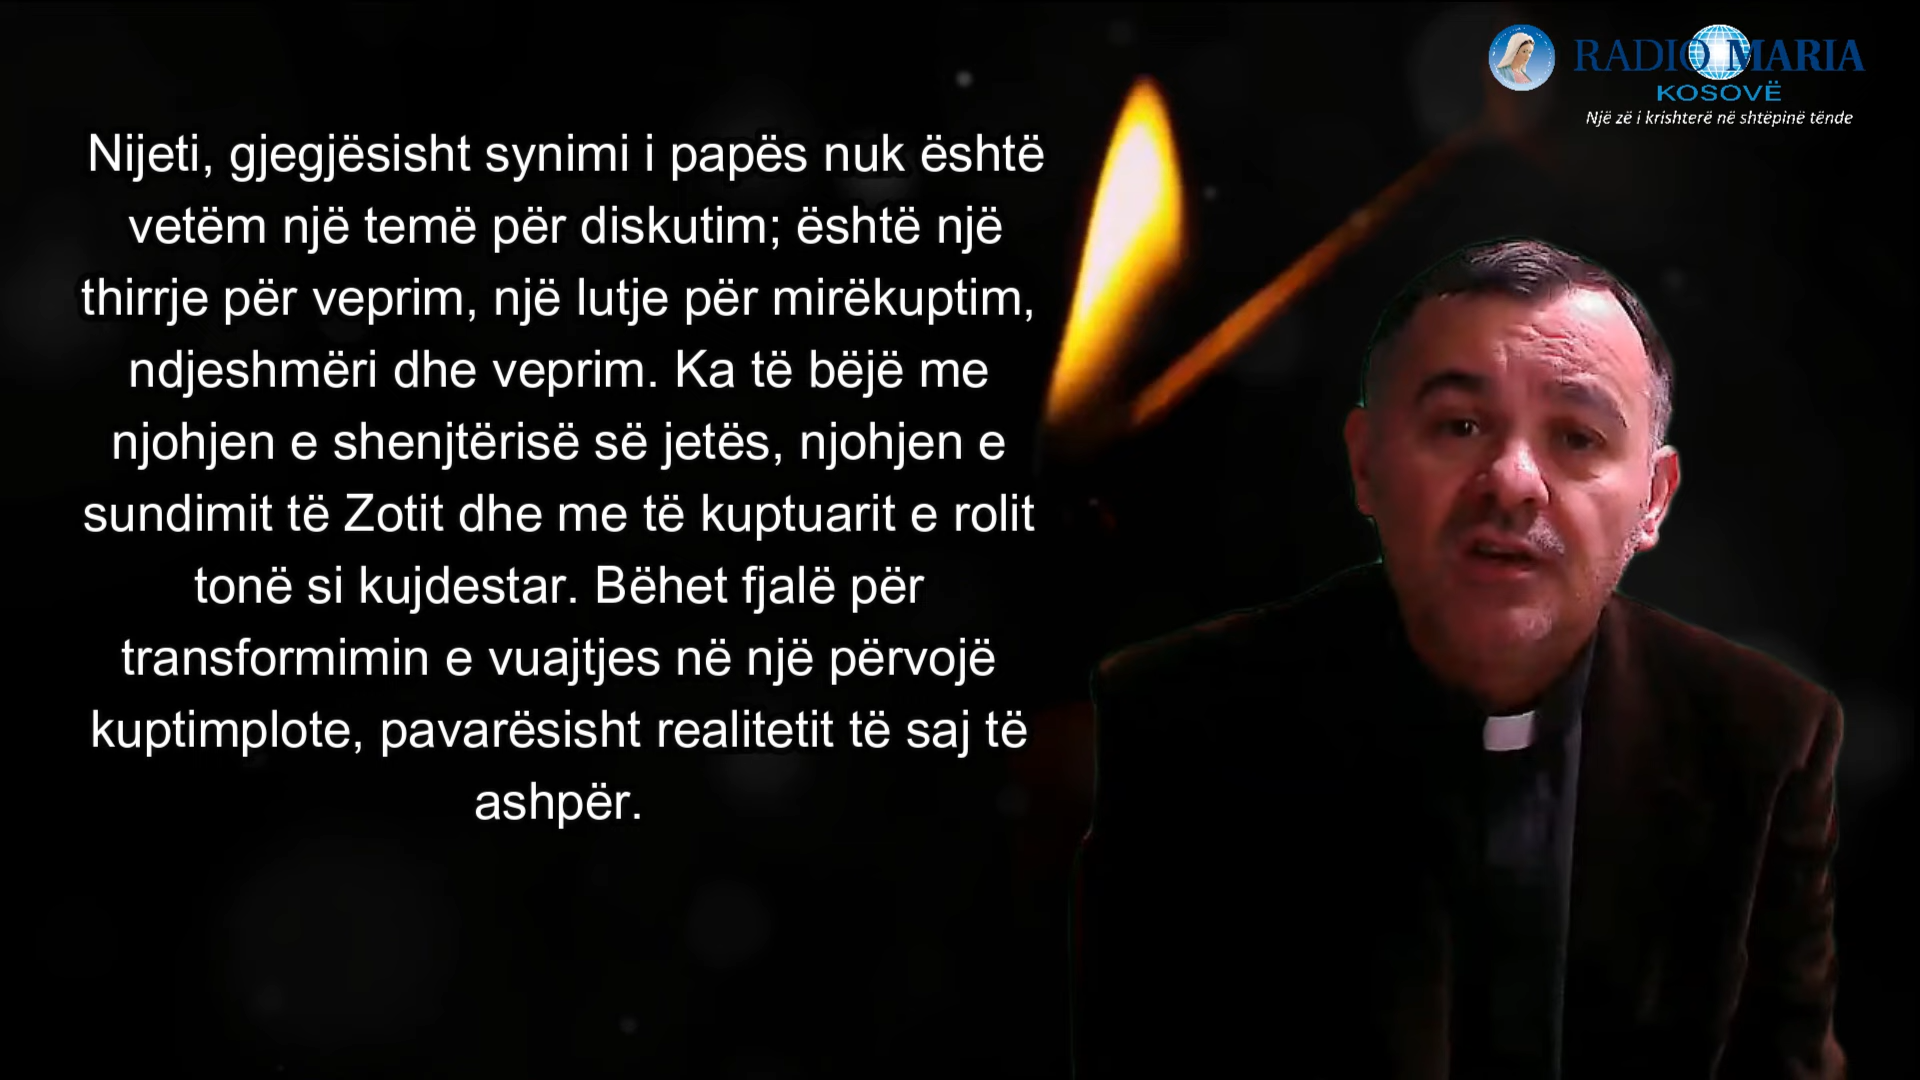 RADIO MARIA
KOSOVË
Një zë i krishterë në shtëpinë tënde
Nijeti, gjegjësisht synimi i papës nuk është
vetëm një temë për diskutim; është një
thirrje për veprim, një lutje për mirëkuptim,
ndjeshmëri dhe veprim. Ka të bëjë me
njohjen e shenjtërisë së jetës, njohjen e
sundimit të Zotit dhe me të kuptuarit e rolit
tonë si kujdestar. Bëhet fjalë për
transformimin e vuajtjes në një përvojë
kuptimplote, pavarësisht realitetit të saj të
ashpër.